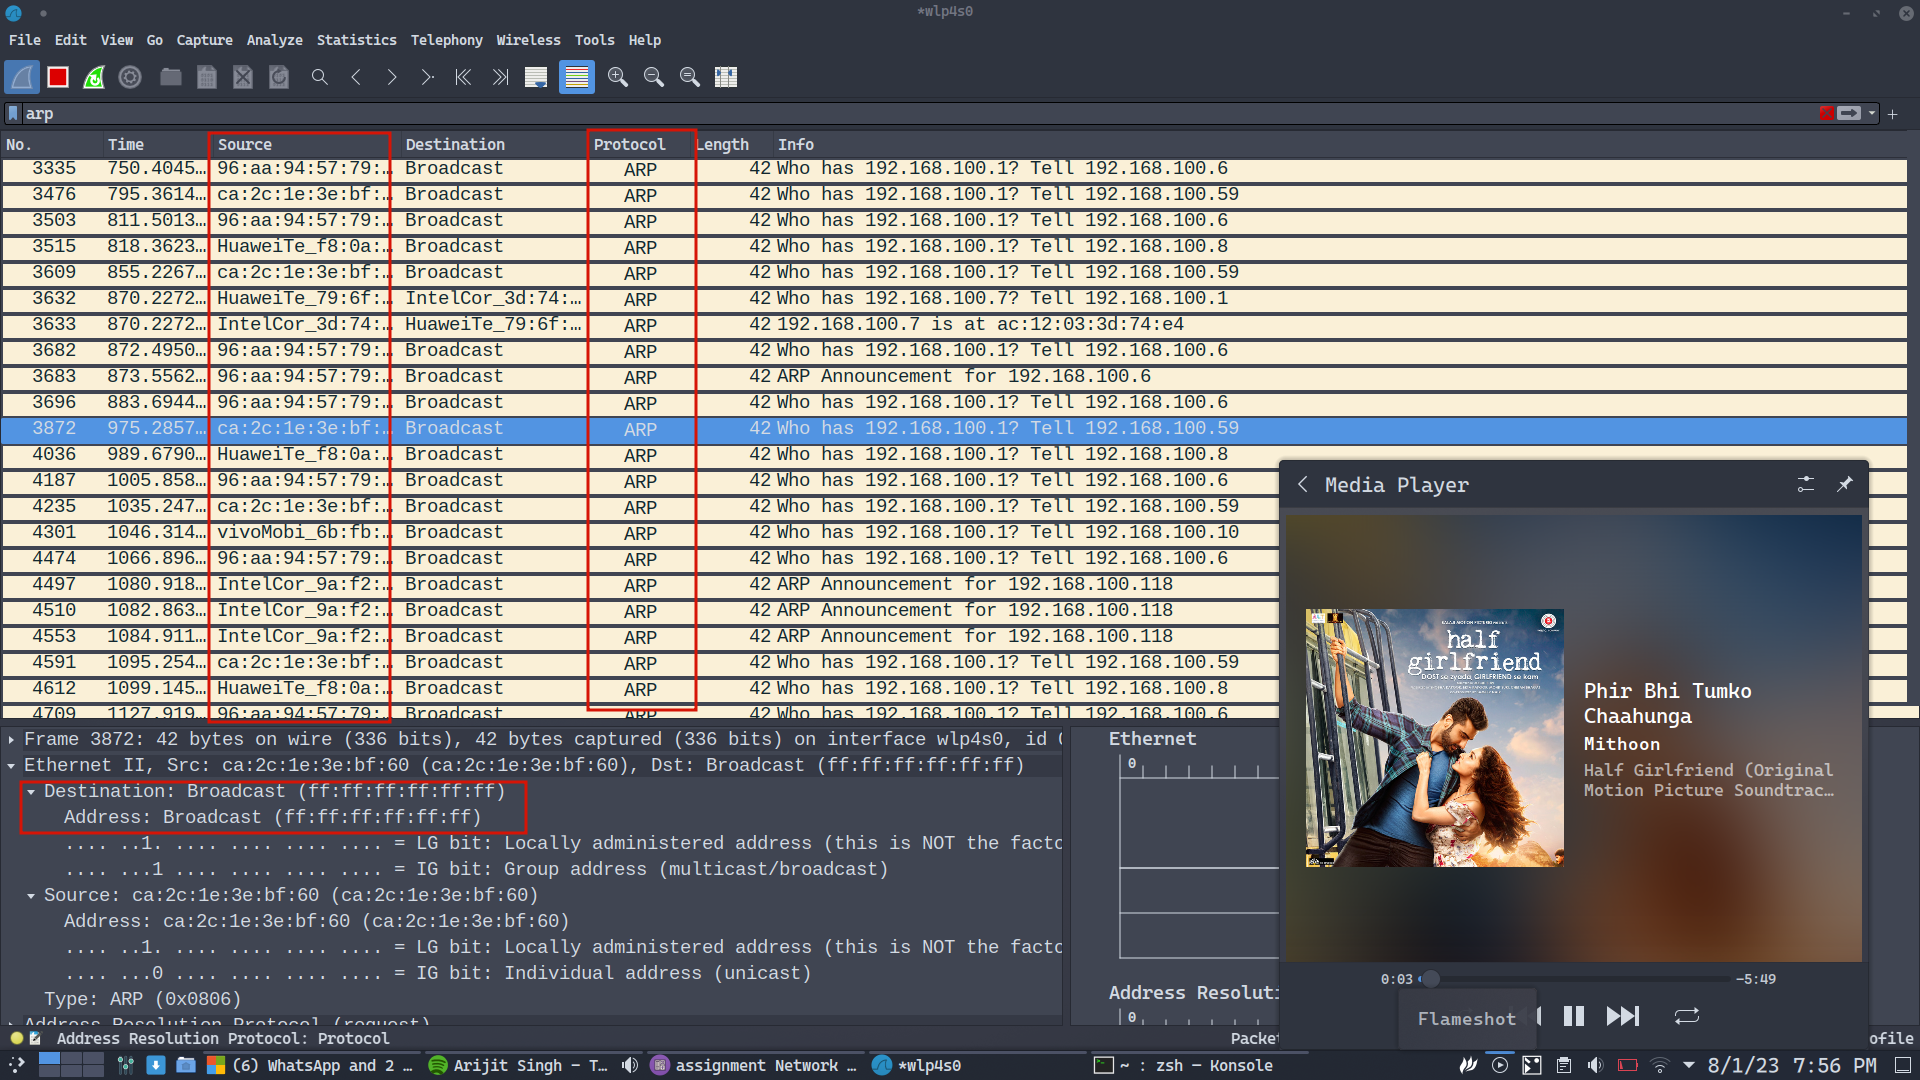 *wlp4s0
File Edit View Go Capture Analyze Statistics Telephony Wireless Tools Help
arp
No. Time Source Destination Protocol Length Info
3335 750.4045… 96:aa:94:57:79:… Broadcast ARP 42 Who has 192.168.100.1? Tell 192.168.100.6
3476 795.3614… ca:2c:1e:3e:bf:… Broadcast ARP 42 Who has 192.168.100.1? Tell 192.168.100.59
3503 811.5013… 96:aa:94:57:79:… Broadcast ARP 42 Who has 192.168.100.1? Tell 192.168.100.6
3515 818.3623… HuaweiTe_f8:0a:… Broadcast ARP 42 Who has 192.168.100.1? Tell 192.168.100.8
3609 855.2267… ca:2c:1e:3e:bf:… Broadcast ARP 42 Who has 192.168.100.1? Tell 192.168.100.59
3632 870.2272… HuaweiTe_79:6f:… IntelCor_3d:74:… ARP 42 Who has 192.168.100.7? Tell 192.168.100.1
3633 870.2272… IntelCor_3d:74:… HuaweiTe_79:6f:… ARP 42 192.168.100.7 is at ac:12:03:3d:74:e4
3682 872.4950… 96:aa:94:57:79:… Broadcast ARP 42 Who has 192.168.100.1? Tell 192.168.100.6
3683 873.5562… 96:aa:94:57:79:… Broadcast ARP 42 ARP Announcement for 192.168.100.6
3696 883.6944… 96:aa:94:57:79:… Broadcast ARP 42 Who has 192.168.100.1? Tell 192.168.100.6
3872 975.2857… ca:2c:1e:3e:bf:… Broadcast ARP 42 Who has 192.168.100.1? Tell 192.168.100.59
4036 989.6790… HuaweiTe_f8:0a:… Broadcast ARP 42 Who has 192.168.100.1? Tell 192.168.100.8
4187 1005.858… 96:aa:94:57:79:… Broadcast ARP 42 Who has 192.168.100.1? Tell 192.168.100.6
4235 1035.247… ca:2c:1e:3e:bf:… Broadcast ARP 42 Who has 192.168.100.1? Tell 192.168.100.59
4301 1046.314… vivoMobi_6b:fb:… Broadcast ARP 42 Who has 192.168.100.1? Tell 192.168.100.10
4474 1066.896… 96:aa:94:57:79:… Broadcast ARP 42 Who has 192.168.100.1? Tell 192.168.100.6
4497 1080.918… IntelCor_9a:f2:… Broadcast ARP 42 ARP Announcement for 192.168.100.118
4510 1082.863… IntelCor_9a:f2:… Broadcast ARP 42 ARP Announcement for 192.168.100.118
4553 1084.911… IntelCor_9a:f2:… Broadcast ARP 42 ARP Announcement for 192.168.100.118
4591 1095.254… ca:2c:1e:3e:bf:… Broadcast ARP 42 Who has 192.168.100.1? Tell 192.168.100.59
4612 1099.145… HuaweiTe_f8:0a:… Broadcast ARP 42 Who has 192.168.100.1? Tell 192.168.100.8
4709 1127.919… 96:aa:94:57:79:… Broadcast ARP 42 Who has 192.168.100.1? Tell 192.168.100.6
Frame 3872: 42 bytes on wire (336 bits), 42 bytes captured (336 bits) on interface wlp4s0, id
Ethernet II, Src: ca:2c:1e:3e:bf:60 (ca:2c:1e:3e:bf:60), Dst: Broadcast (ff:ff:ff:ff:ff:ff)
Destination: Broadcast (ff:ff:ff:ff:ff:ff)
Address: Broadcast (ff:ff:ff:ff:ff:ff)
.... ..1. .... .... .... .... = LG bit: Locally administered address (this is NOT the facto
.... ...1 .... .... .... .... = IG bit: Group address (multicast/broadcast)
Source: ca:2c:1e:3e:bf:60 (ca:2c:1e:3e:bf:60)
Address: ca:2c:1e:3e:bf:60 (ca:2c:1e:3e:bf:60)
.... ..1. .... .... .... .... = LG bit: Locally administered address (this is NOT the facto
.... ...0 .... .... .... .... = IG bit: Individual address (unicast)
Type: ARP (0x0806)
Address Resolution Protocol (request)
Ethernet
0
Address Resoluti
0
Media Player
half
girlfriend
DOST se zyada, GIRLFRIEND se kam
Phir Bhi Tumko
Chaahunga
Mithoon
Half Girlfriend (Original
Motion Picture Soundtrac…
0:03 -5:49
Flameshot
Address Resolution Protocol: Protocol
Packet
ofile
(6) WhatsApp and 2 … Arijit Singh – T… assignment Network … *wlp4s0 ~ : zsh — Konsole 8/1/23 7:56 PM